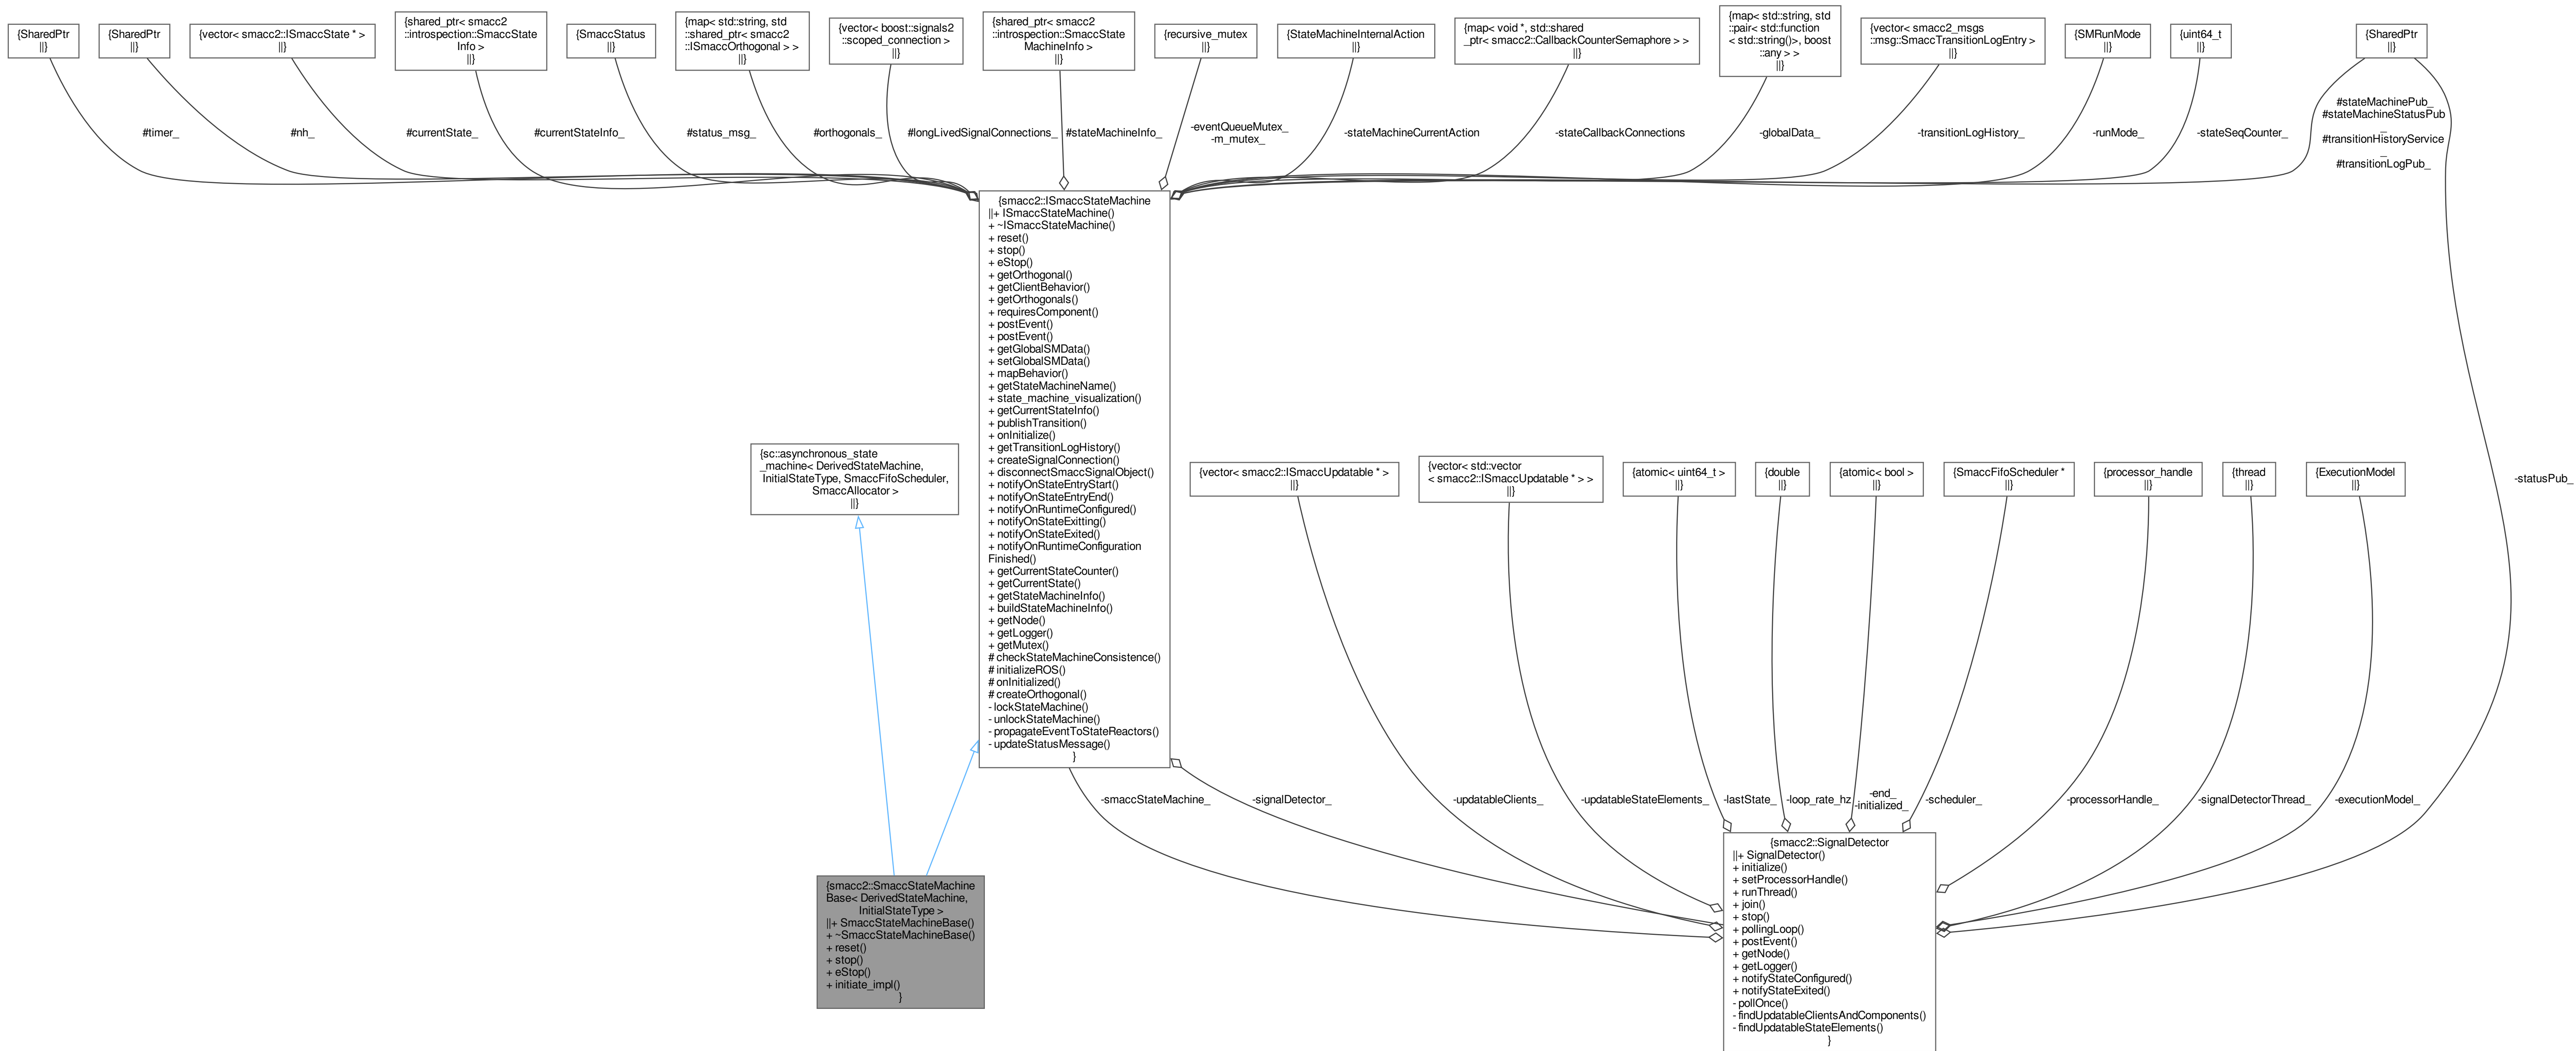 {SharedPtr
||}
{SharedPtr
||}
{vector< smacc2::ISmaccState * >
||}
{shared_ptr< smacc2
::introspection::SmaccState
Info >
||}
{SmaccStatus
||}
{map< std::string, std
::shared_ptr< smacc2
::ISmaccOrthogonal > >
||}
{vector< boost::signals2
::scoped_connection >
||}
{shared_ptr< smacc2
::introspection::SmaccState
MachineInfo >
||}
{recursive_mutex
||}
{StateMachineInternalAction
||}
{map< void *, std::shared
_ptr< smacc2::CallbackCounterSemaphore > >
||}
{map< std::string, std
::pair< std::function
< std::string()>, boost
::any > >
||}
{vector< smacc2_msgs
::msg::SmaccTransitionLogEntry >
||}
{SMRunMode
||}
{uint64_t
||}
{SharedPtr
||}
#timer_
#nh_
#currentState_
#currentStateInfo_
#status_msg_
#orthogonals_
#longLivedSignalConnections_
#stateMachineInfo_
-eventQueueMutex_
-m_mutex_
-stateMachineCurrentAction
-stateCallbackConnections
-globalData_
-transitionLogHistory_
-runMode_
-stateSeqCounter_
#stateMachinePub_
#stateMachineStatusPub
_
#transitionHistoryService
_
#transitionLogPub_
-statusPub_
{smacc2::ISmaccStateMachine
||+ ISmaccStateMachine()
+ ~ISmaccStateMachine()
+ reset()
+ stop()
+ eStop()
+ getOrthogonal()
+ getClientBehavior()
+ getOrthogonals()
+ requiresComponent()
+ postEvent()
+ postEvent()
+ getGlobalSMData()
+ setGlobalSMData()
+ mapBehavior()
+ getStateMachineName()
+ state_machine_visualization()
+ getCurrentStateInfo()
+ publishTransition()
+ onInitialize()
+ getTransitionLogHistory()
+ createSignalConnection()
+ disconnectSmaccSignalObject()
+ notifyOnStateEntryStart()
+ notifyOnStateEntryEnd()
+ notifyOnRuntimeConfigured()
+ notifyOnStateExitting()
+ notifyOnStateExited()
+ notifyOnRuntimeConfiguration
Finished()
+ getCurrentStateCounter()
+ getCurrentState()
+ getStateMachineInfo()
+ buildStateMachineInfo()
+ getNode()
+ getLogger()
+ getMutex()
# checkStateMachineConsistence()
# initializeROS()
# onInitialized()
# createOrthogonal()
- lockStateMachine()
- unlockStateMachine()
- propagateEventToStateReactors()
- updateStatusMessage()
}
{sc::asynchronous_state
_machine< DerivedStateMachine,
InitialStateType, SmaccFifoScheduler,
SmaccAllocator >
||}
{vector< smacc2::ISmaccUpdatable * >
||}
{vector< std::vector
< smacc2::ISmaccUpdatable * > >
||}
{atomic< uint64_t >
||}
{double
||}
{atomic< bool >
||}
{SmaccFifoScheduler *
||}
{processor_handle
||}
{thread
||}
{ExecutionModel
||}
-smaccStateMachine_
-signalDetector_
-updatableClients_
-updatableStateElements_
-lastState_
-loop_rate_hz
-end_
-initialized_
-scheduler_
-processorHandle_
-signalDetectorThread_
-executionModel_
{smacc2::SmaccStateMachine
Base< DerivedStateMachine,
InitialStateType >
||+ SmaccStateMachineBase()
+ ~SmaccStateMachineBase()
+ reset()
+ stop()
+ eStop()
+ initiate_impl()
}
{smacc2::SignalDetector
||+ SignalDetector()
+ initialize()
+ setProcessorHandle()
+ runThread()
+ join()
+ stop()
+ pollingLoop()
+ postEvent()
+ getNode()
+ getLogger()
+ notifyStateConfigured()
+ notifyStateExited()
- pollOnce()
- findUpdatableClientsAndComponents()
- findUpdatableStateElements()
}